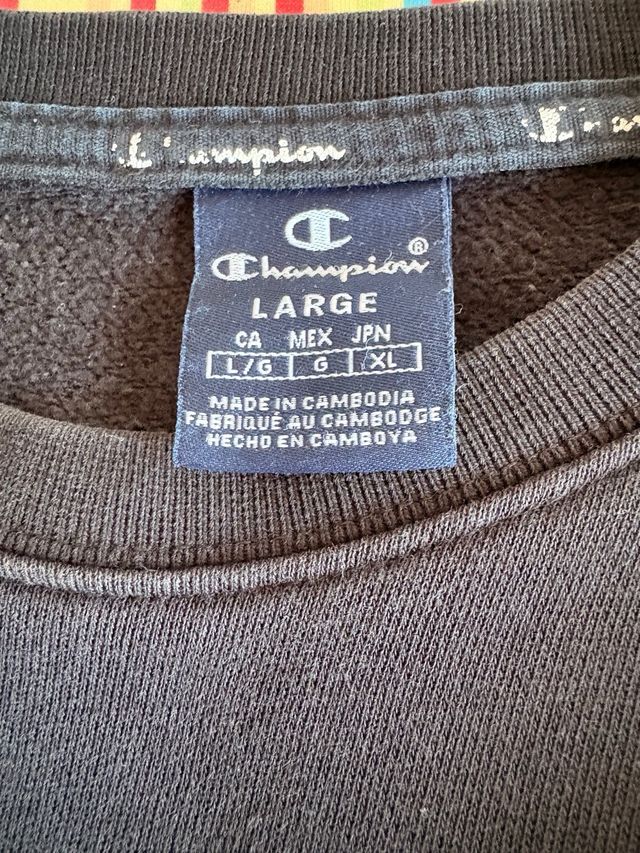 Champion
Champion®
LARGE
CA MEX JPN
L/G G XL
MADE IN CAMBODIA
FABRIQUÉ AU CAMBODGE
HECHO EN CAMBOYA